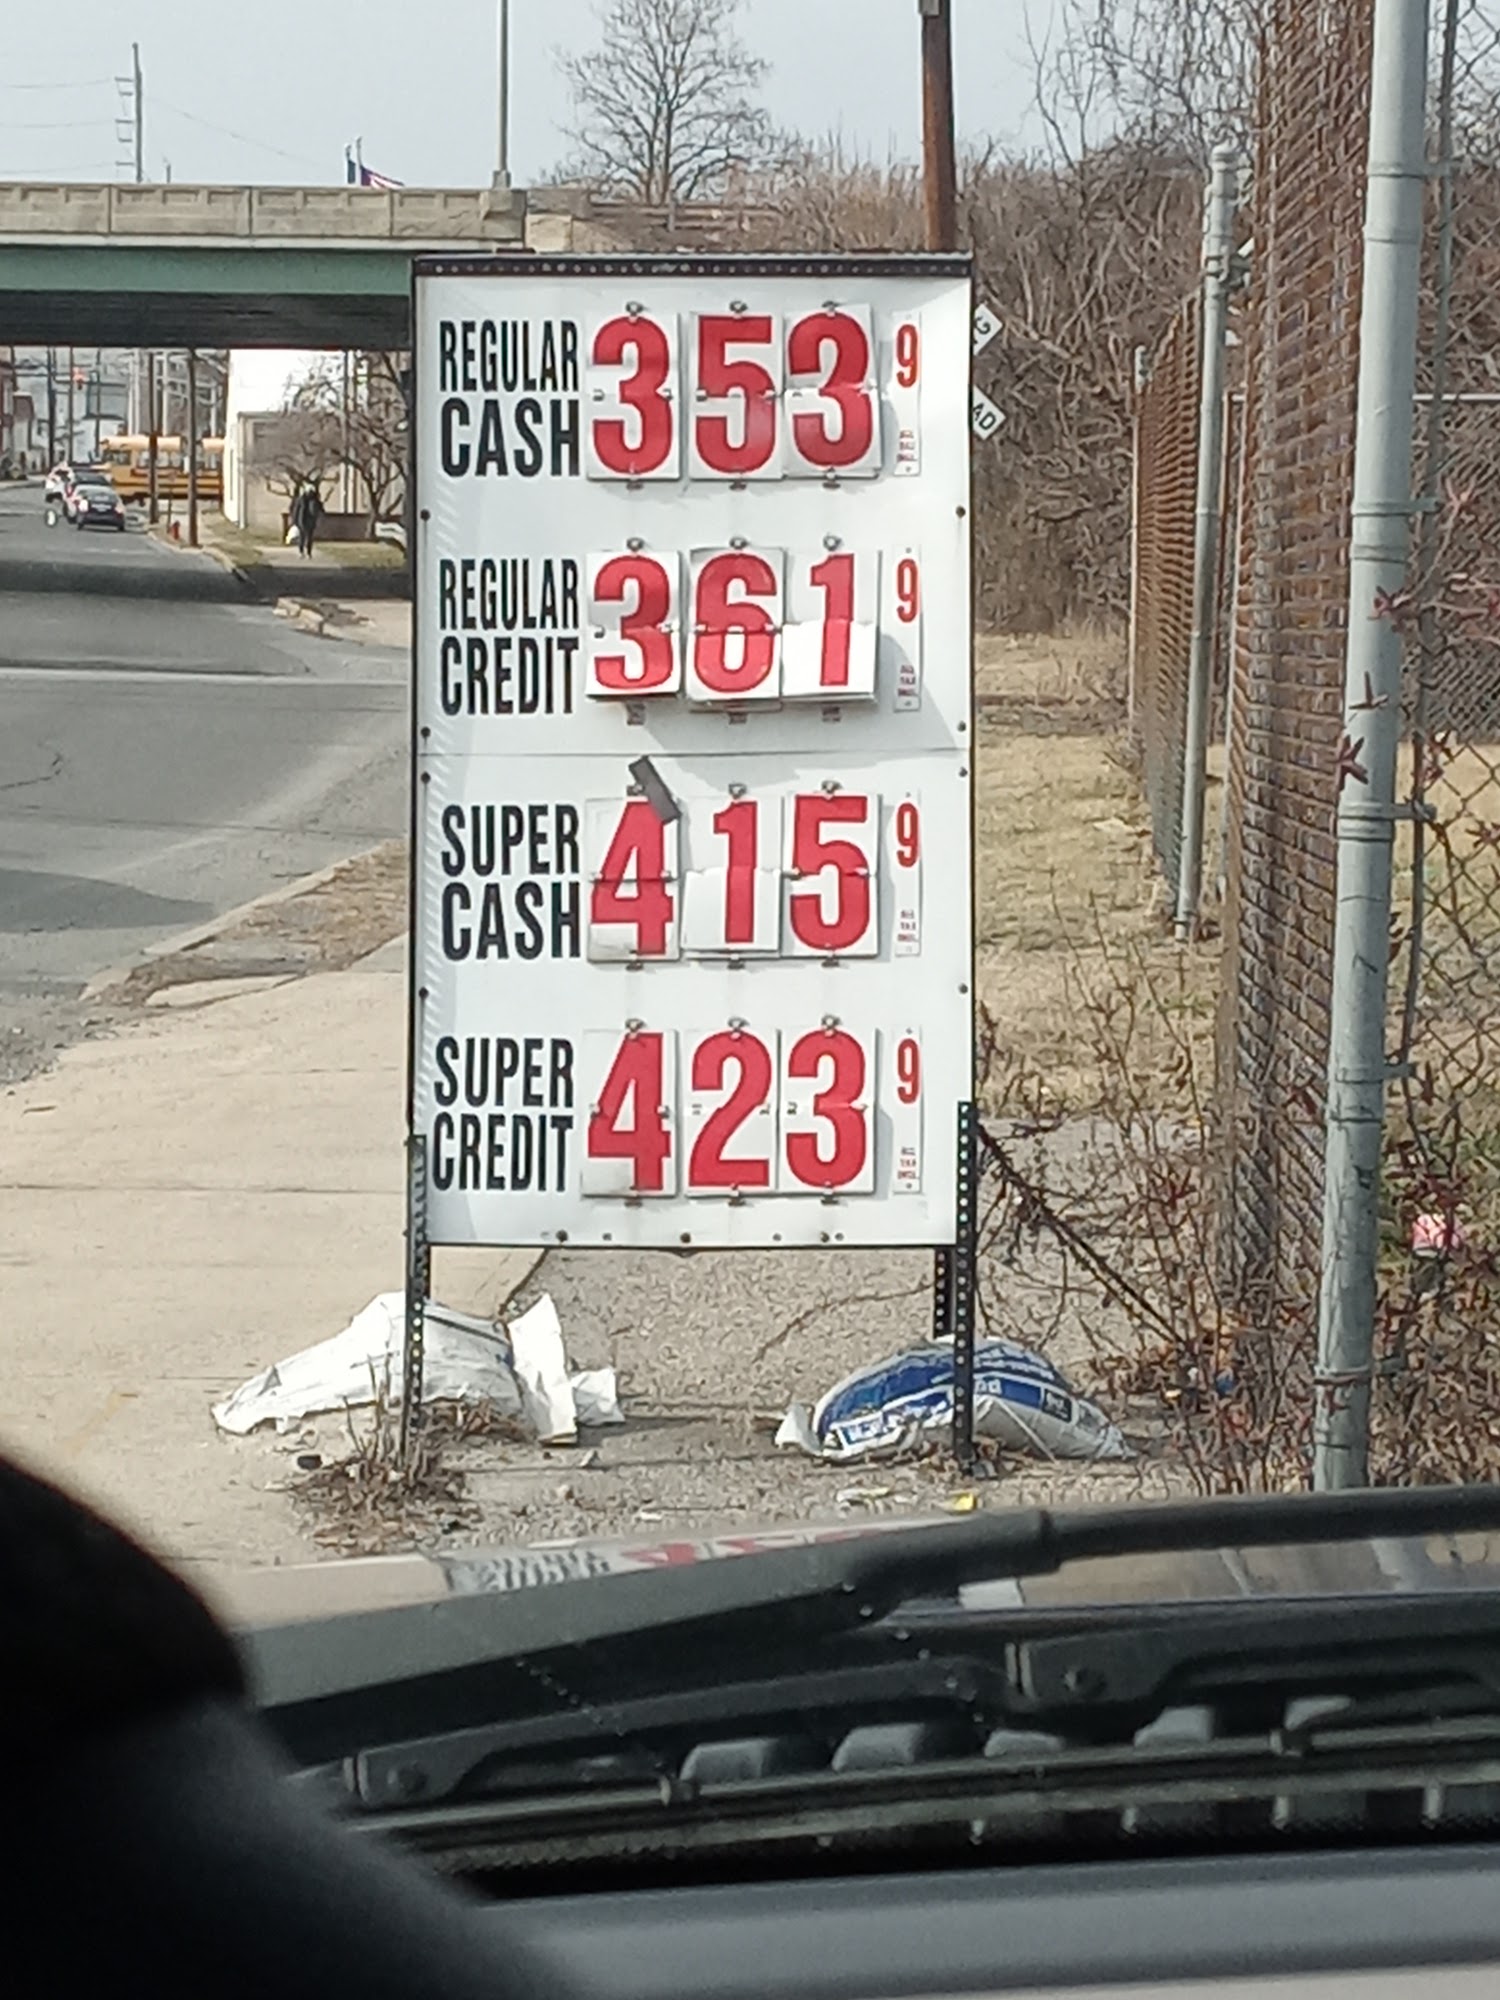 REGULAR
CASH
353 9
REGULAR
CREDIT
361 9
SUPER
CASH
415 9
SUPER
CREDIT
423 9